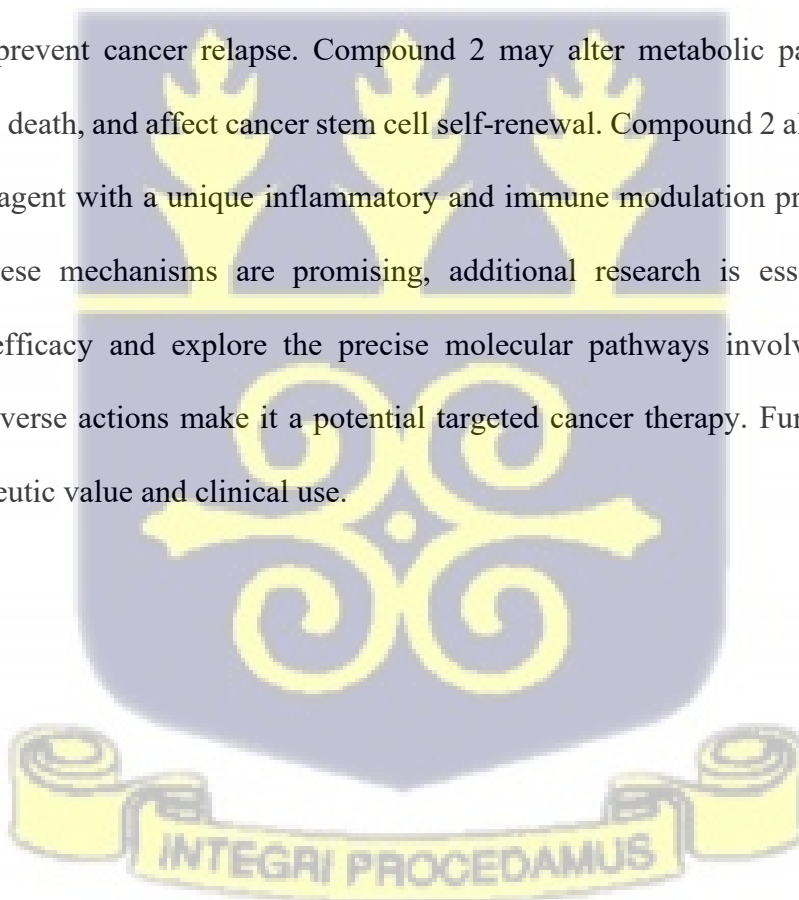 prevent cancer relapse. Compound 2 may alter metabolic pa
death, and affect cancer stem cell self-renewal. Compound 2 al
agent with a unique inflammatory and immune modulation pr
ese mechanisms are promising, additional research is ess
efficacy and explore the precise molecular pathways involv
verse actions make it a potential targeted cancer therapy. Fur
eutic value and clinical use.
INTEGRI PROCEDAMUS